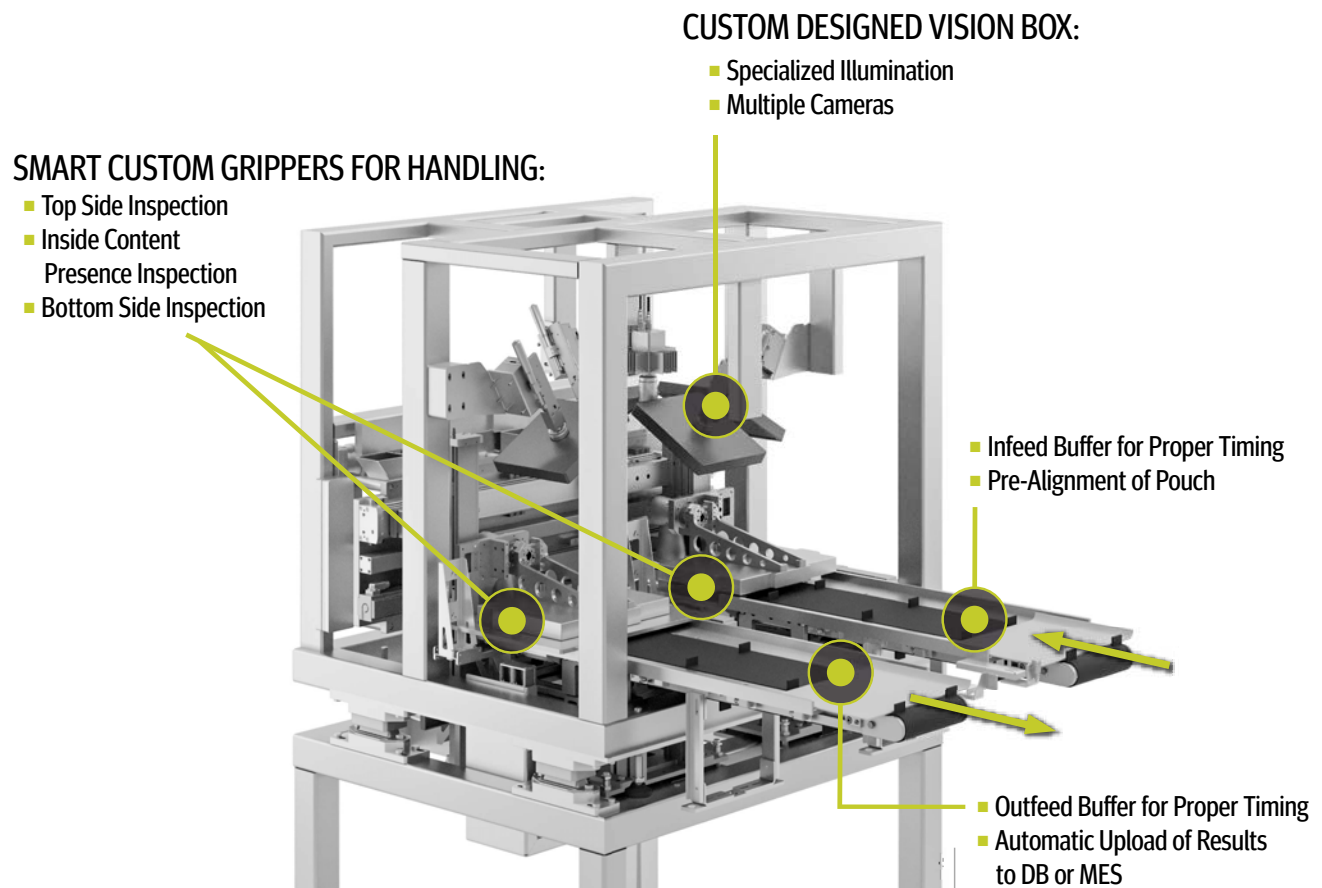 CUSTOM DESIGNED VISION BOX:
Specialized Illumination
Multiple Cameras
SMART CUSTOM GRIPPERS FOR HANDLING:
Top Side Inspection
Inside Content
Presence Inspection
Bottom Side Inspection
Infeed Buffer for Proper Timing
Pre-Alignment of Pouch
Outfeed Buffer for Proper Timing
Automatic Upload of Results
to DB or MES